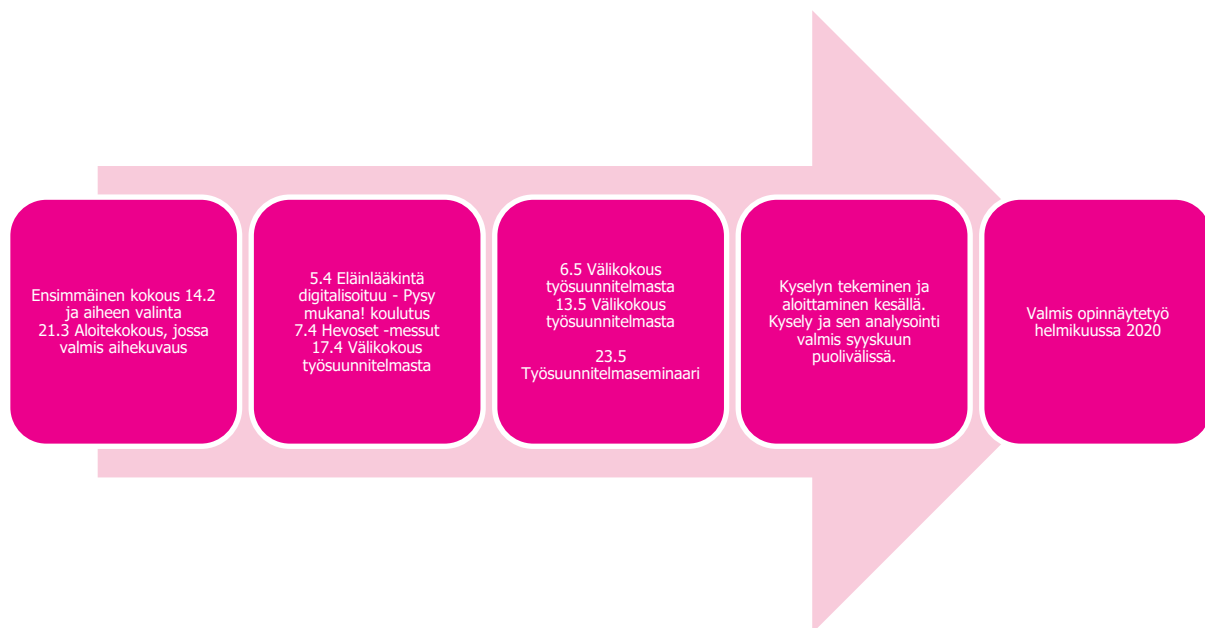 Ensimmäinen kokous 14.2
ja aiheen valinta
21.3 Aloitekokous, jossa
valmis aihekuvaus
5.4 Eläinlääkintä
digitalisoituu - Pysy
mukana! koulutus
7.4 Hevoset -messut
17.4 Välikokous
työsuunnitelmasta
6.5 Välikokous
työsuunnitelmasta
13.5 Välikokous
työsuunnitelmasta
23.5
Työsuunnitelmaseminaari
Kyselyn tekeminen ja
aloittaminen kesällä.
Kysely ja sen analysointi
valmis syyskuun
puolivälissä.
Valmis opinnäytetyö
helmikuussa 2020